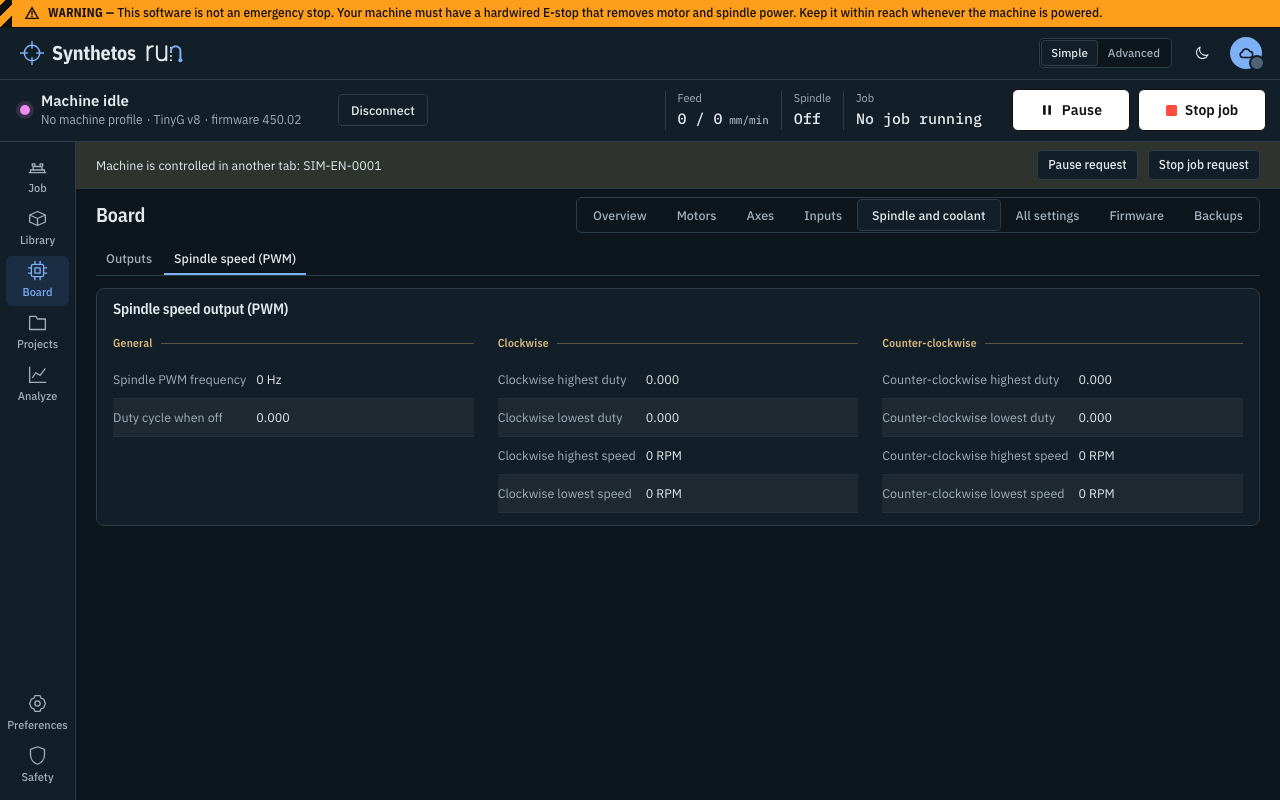 WARNING — This software is not an emergency stop. Your machine must have a hardwired E-stop that removes motor and spindle power. Keep it within reach whenever the machine is powered.
Synthetos run
Simple
Advanced
Machine idle
No machine profile · TinyG v8 · firmware 450.02
Disconnect
Feed
0 / 0 mm/min
Spindle
Off
Job
No job running
Pause
Stop job
Machine is controlled in another tab: SIM-EN-0001
Pause request
Stop job request
Job
Library
Board
Projects
Analyze
Preferences
Safety
Board
Overview
Motors
Axes
Inputs
Spindle and coolant
All settings
Firmware
Backups
Outputs
Spindle speed (PWM)
Spindle speed output (PWM)
General
Spindle PWM frequency 0 Hz
Duty cycle when off 0.000
Clockwise
Clockwise highest duty 0.000
Clockwise lowest duty 0.000
Clockwise highest speed 0 RPM
Clockwise lowest speed 0 RPM
Counter-clockwise
Counter-clockwise highest duty 0.000
Counter-clockwise lowest duty 0.000
Counter-clockwise highest speed 0 RPM
Counter-clockwise lowest speed 0 RPM